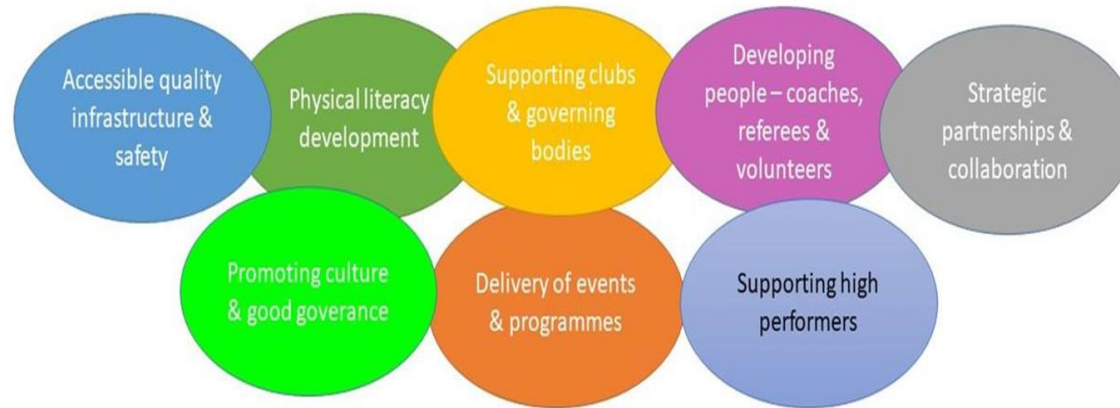 Accessible quality
infrastructure &
safety
Physical literacy
development
Supporting clubs
& governing
bodies
Developing
people – coaches,
referees &
volunteers
Strategic
partnerships &
collaboration
Promoting culture
& good goverance
Delivery of events
& programmes
Supporting high
performers